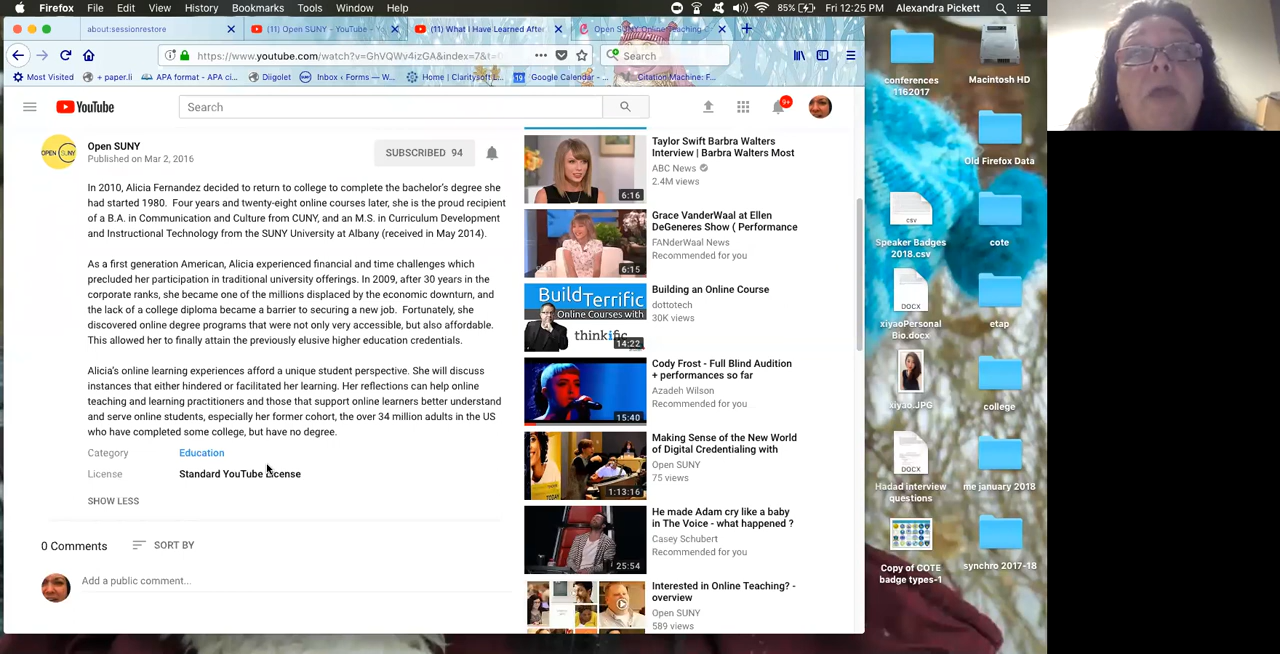 Firefox File Edit View History Bookmarks Tools Window Help 85% Fri 12:25 PM Alexandra Pickett
about:sessionrestore (11) Open SUNY - YouTube - Yo (11) What I Have Learned After Open SUNY Online Teaching C
https://www.youtube.com/watch?v=GhVQWv4izGA&index=7&t= Search
Most Visited + paper.li APA format - APA ci... Diigolet Inbox ‹ Forms — W... Home | Claritysoft L... 19 Google Calendar - ... Citation Machine: F...
YouTube Search 9+
OPEN SUNY
Open SUNY
Published on Mar 2, 2016
SUBSCRIBED 94
In 2010, Alicia Fernandez decided to return to college to complete the bachelor's degree she
had started 1980. Four years and twenty-eight online courses later, she is the proud recipient
of a B.A. in Communication and Culture from CUNY, and an M.S. in Curriculum Development
and Instructional Technology from the SUNY University at Albany (received in May 2014).
As a first generation American, Alicia experienced financial and time challenges which
precluded her participation in traditional university offerings. In 2009, after 30 years in the
corporate ranks, she became one of the millions displaced by the economic downturn, and
the lack of a college diploma became a barrier to securing a new job. Fortunately, she
discovered online degree programs that were not only very accessible, but also affordable.
This allowed her to finally attain the previously elusive higher education credentials.
Alicia's online learning experiences afford a unique student perspective. She will discuss
instances that either hindered or facilitated her learning. Her reflections can help online
teaching and learning practitioners and those that support online learners better understand
and serve online students, especially her former cohort, the over 34 million adults in the US
who have completed some college, but have no degree.
Category Education
License Standard YouTube License
SHOW LESS
0 Comments SORT BY
Add a public comment...
Taylor Swift Barbra Walters
Interview | Barbra Walters Most
ABC News
2.4M views
6:16
Grace VanderWaal at Ellen
DeGeneres Show ( Performance
FANderWaal News
Recommended for you
6:15
Build Terrific
Online Courses with
thinkific
14:22
Building an Online Course
dottotech
30K views
Cody Frost - Full Blind Audition
+ performances so far
Azadeh Wilson
Recommended for you
15:40
Making Sense of the New World
of Digital Credentialing with
Open SUNY
75 views
1:13:16
He made Adam cry like a baby
in The Voice - what happened ?
Casey Schubert
Recommended for you
25:54
Interested in Online Teaching? -
overview
Open SUNY
589 views
conferences
1162017
Macintosh HD
Old Firefox Data
csv
Speaker Badges
2018.csv
cote
DOCX
xiyaoPersonal
Bio.docx
etap
xiyao.JPG
college
DOCX
Hadad interview
questions
me january 2018
Copy of COTE
badge types-1
synchro 2017-18